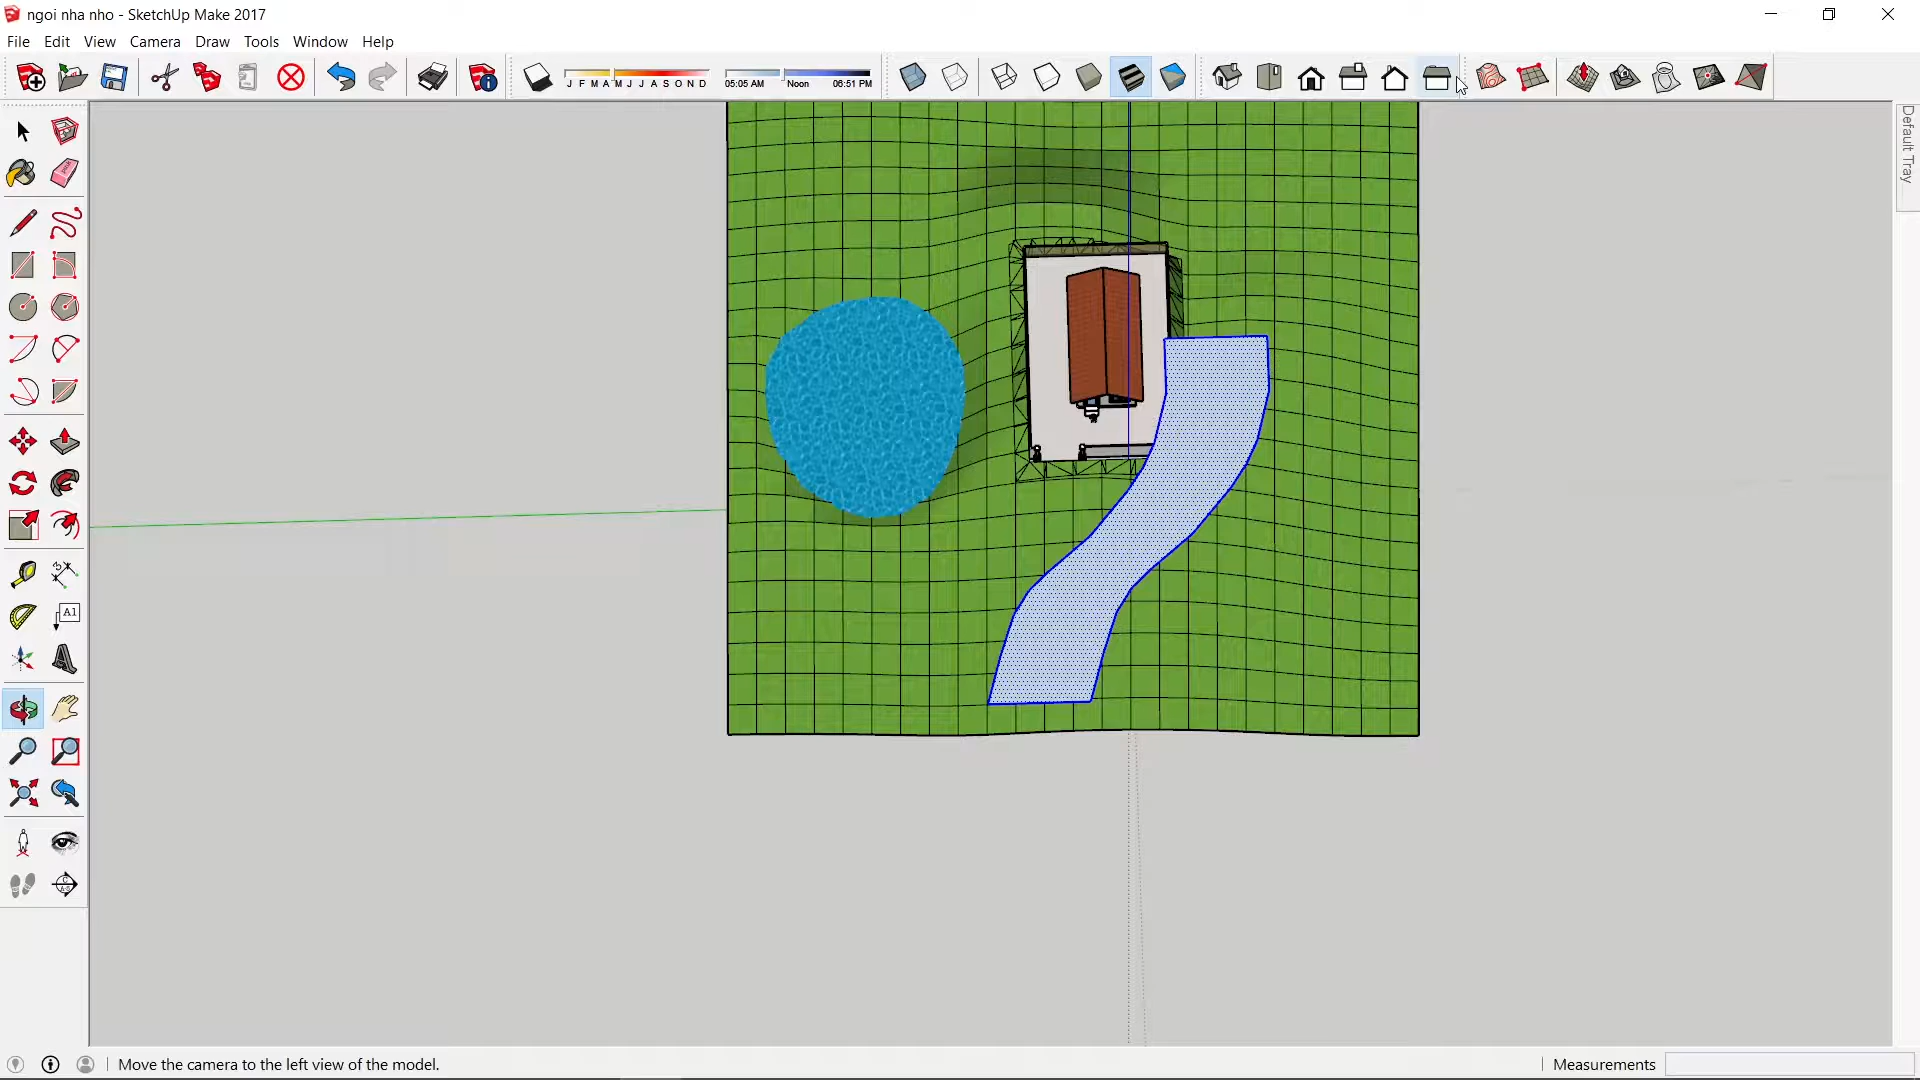 ngoi nha nho - SketchUp Make 2017
File Edit View Camera Draw Tools Window Help
J F M A M J J A S O N D
05:05 AM Noon 06:51 PM
Default Tray
A1
Move the camera to the left view of the model.
Measurements